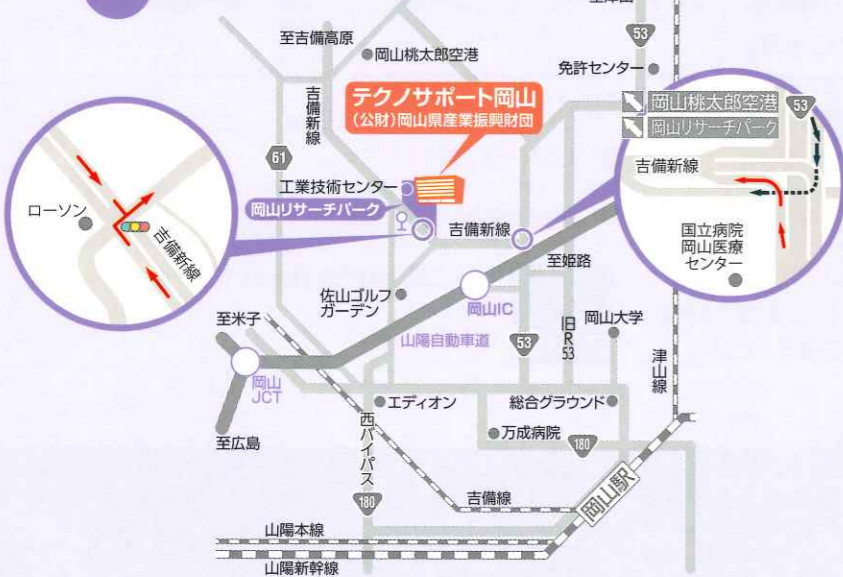 53
至吉備高原
岡山桃太郎空港
免許センター
吉備新線
テクノサポート岡山
(公財)岡山県産業振興財団
岡山桃太郎空港
53
岡山リサーチパーク
吉備新線
国立病院
岡山医療
センター
61
工業技術センター
岡山リサーチパーク
ローソン
吉備新線
吉備新線
至姫路
佐山ゴルフ
ガーデン
岡山IC
至米子
山陽自動車道
53
旧R53
岡山大学
津山線
岡山
JCT
エディオン
総合グラウンド
至広島
西バイパス
万成病院
180
180
吉備線
岡山駅
山陽本線
山陽新幹線